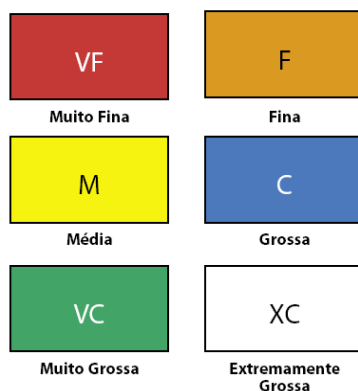 VF
Muito Fina
F
Fina
M
Média
C
Grossa
VC
Muito Grossa
XC
Extremamente
Grossa